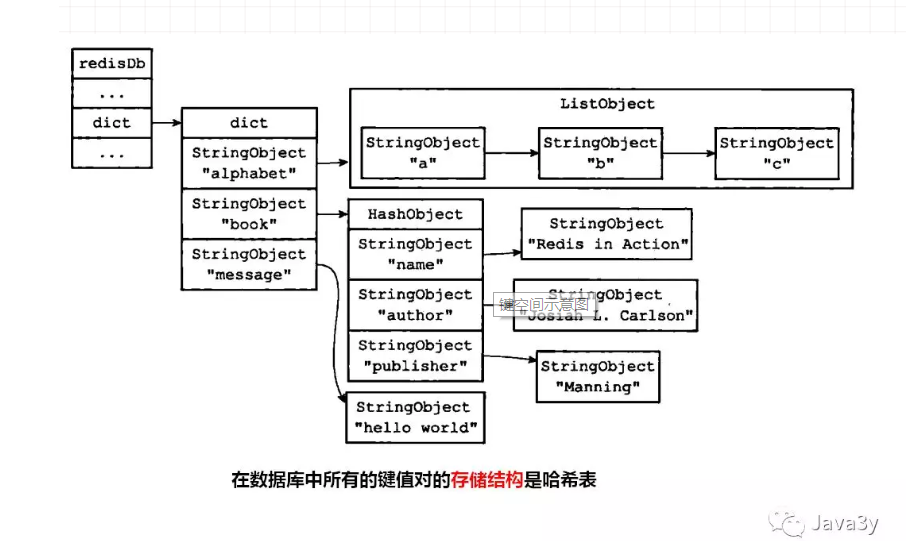 redisDb
...
dict
...
dict
StringObject
"alphabet"
StringObject
"book"
StringObject
"message"
ListObject
StringObject
"a"
StringObject
"b"
StringObject
"c"
HashObject
StringObject
"name"
StringObject
"author"
StringObject
"publisher"
StringObject
"Redis in Action"
StringObject
"Josiah L. Carlson"
键空间示意图
StringObject
"Manning"
StringObject
"hello world"
在数据库中所有的键值对的存储结构是哈希表
Java3y